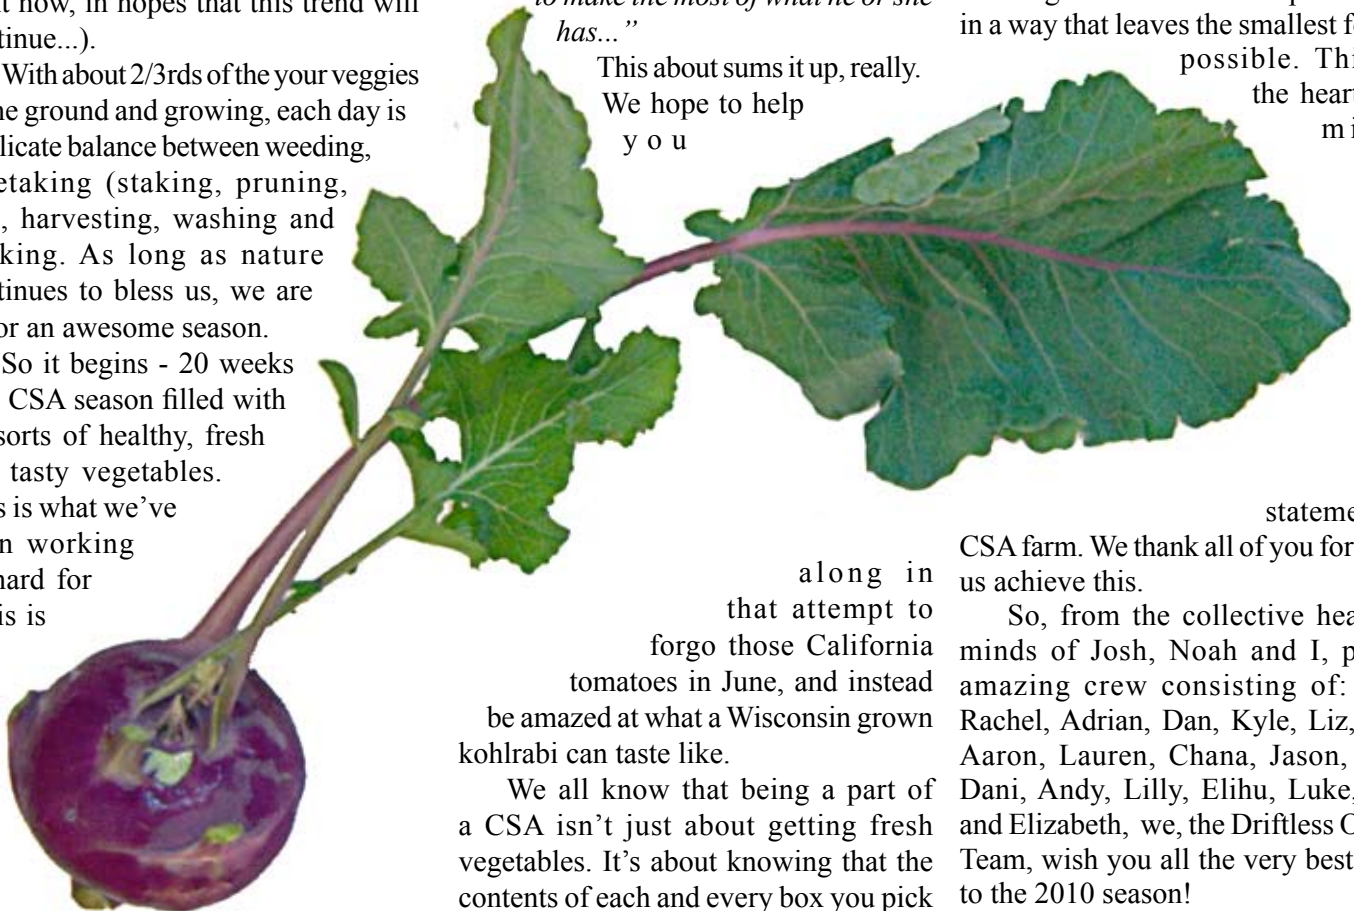 now, in hopes that this trend will
tinue...).
With about 2/3rds of the your veggies
ne ground and growing, each day is
licate balance between weeding,
etaking (staking, pruning,
, harvesting, washing and
king. As long as nature
tinues to bless us, we are
or an awesome season.
So it begins - 20 weeks
CSA season filled with
sorts of healthy, fresh
tasty vegetables.
s is what we’ve
n working
hard for
is is
to make the most of what he or she
has...”
This about sums it up, really.
We hope to help
you
along in
that attempt to
forgo those California
tomatoes in June, and instead
be amazed at what a Wisconsin grown
kohlrabi can taste like.
We all know that being a part of
a CSA isn’t just about getting fresh
vegetables. It’s about knowing that the
contents of each and every box you pick
in a way that leaves the smallest f
possible. Thi
the heart
mi
stateme
CSA farm. We thank all of you for
us achieve this.
So, from the collective hea
minds of Josh, Noah and I, p
amazing crew consisting of:
Rachel, Adrian, Dan, Kyle, Liz,
Aaron, Lauren, Chana, Jason,
Dani, Andy, Lilly, Elihu, Luke,
and Elizabeth, we, the Driftless O
Team, wish you all the very best
to the 2010 season!